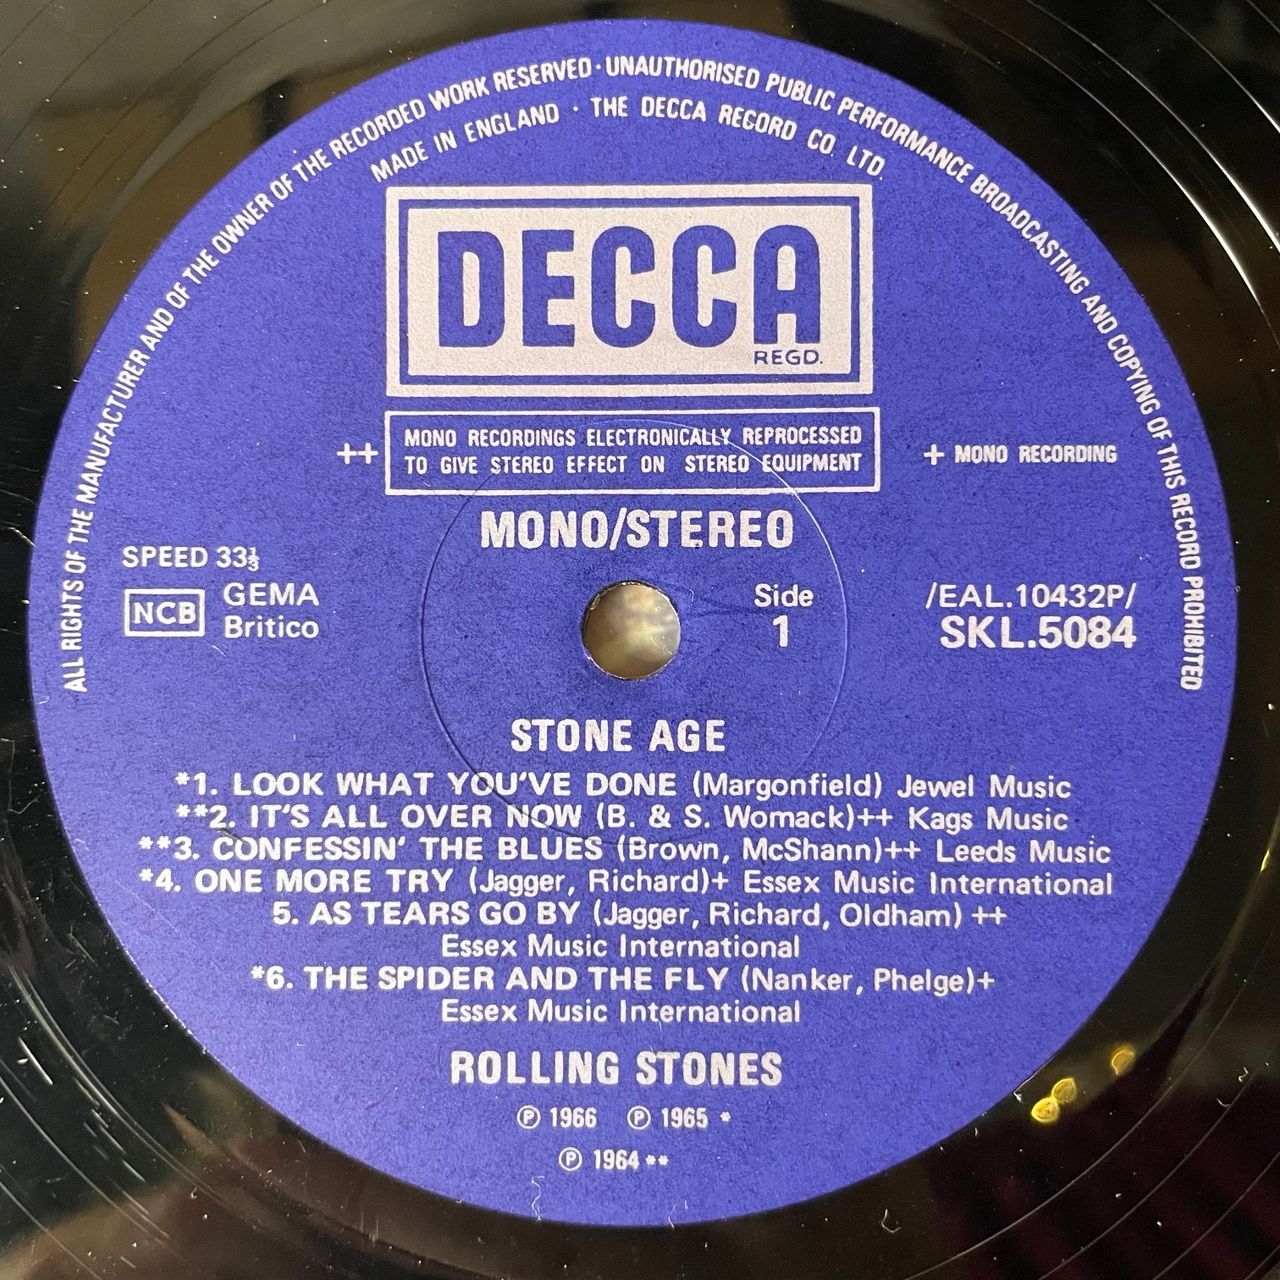 ALL RIGHTS OF THE MANUFACTURER AND OF THE OWNER OF THE RECORDED WORK RESERVED · UNAUTHORISED PUBLIC PERFORMANCE BROADCASTING AND COPYING OF THIS RECORD PROHIBITED
MADE IN ENGLAND · THE DECCA RECORD CO. LTD.
DECCA
REGD.
++ MONO RECORDINGS ELECTRONICALLY REPROCESSED
TO GIVE STEREO EFFECT ON STEREO EQUIPMENT
+ MONO RECORDING
MONO/STEREO
SPEED 33⅓
NCB
GEMA
Britico
Side
1
/EAL.10432P/
SKL.5084
STONE AGE
*1. LOOK WHAT YOU'VE DONE (Margonfield) Jewel Music
**2. IT'S ALL OVER NOW (B. & S. Womack)++ Kags Music
**3. CONFESSIN' THE BLUES (Brown, McShann)++ Leeds Music
*4. ONE MORE TRY (Jagger, Richard)+ Essex Music International
5. AS TEARS GO BY (Jagger, Richard, Oldham) ++
Essex Music International
*6. THE SPIDER AND THE FLY (Nanker, Phelge)+
Essex Music International
ROLLING STONES
℗ 1966 ℗ 1965 *
℗ 1964 **